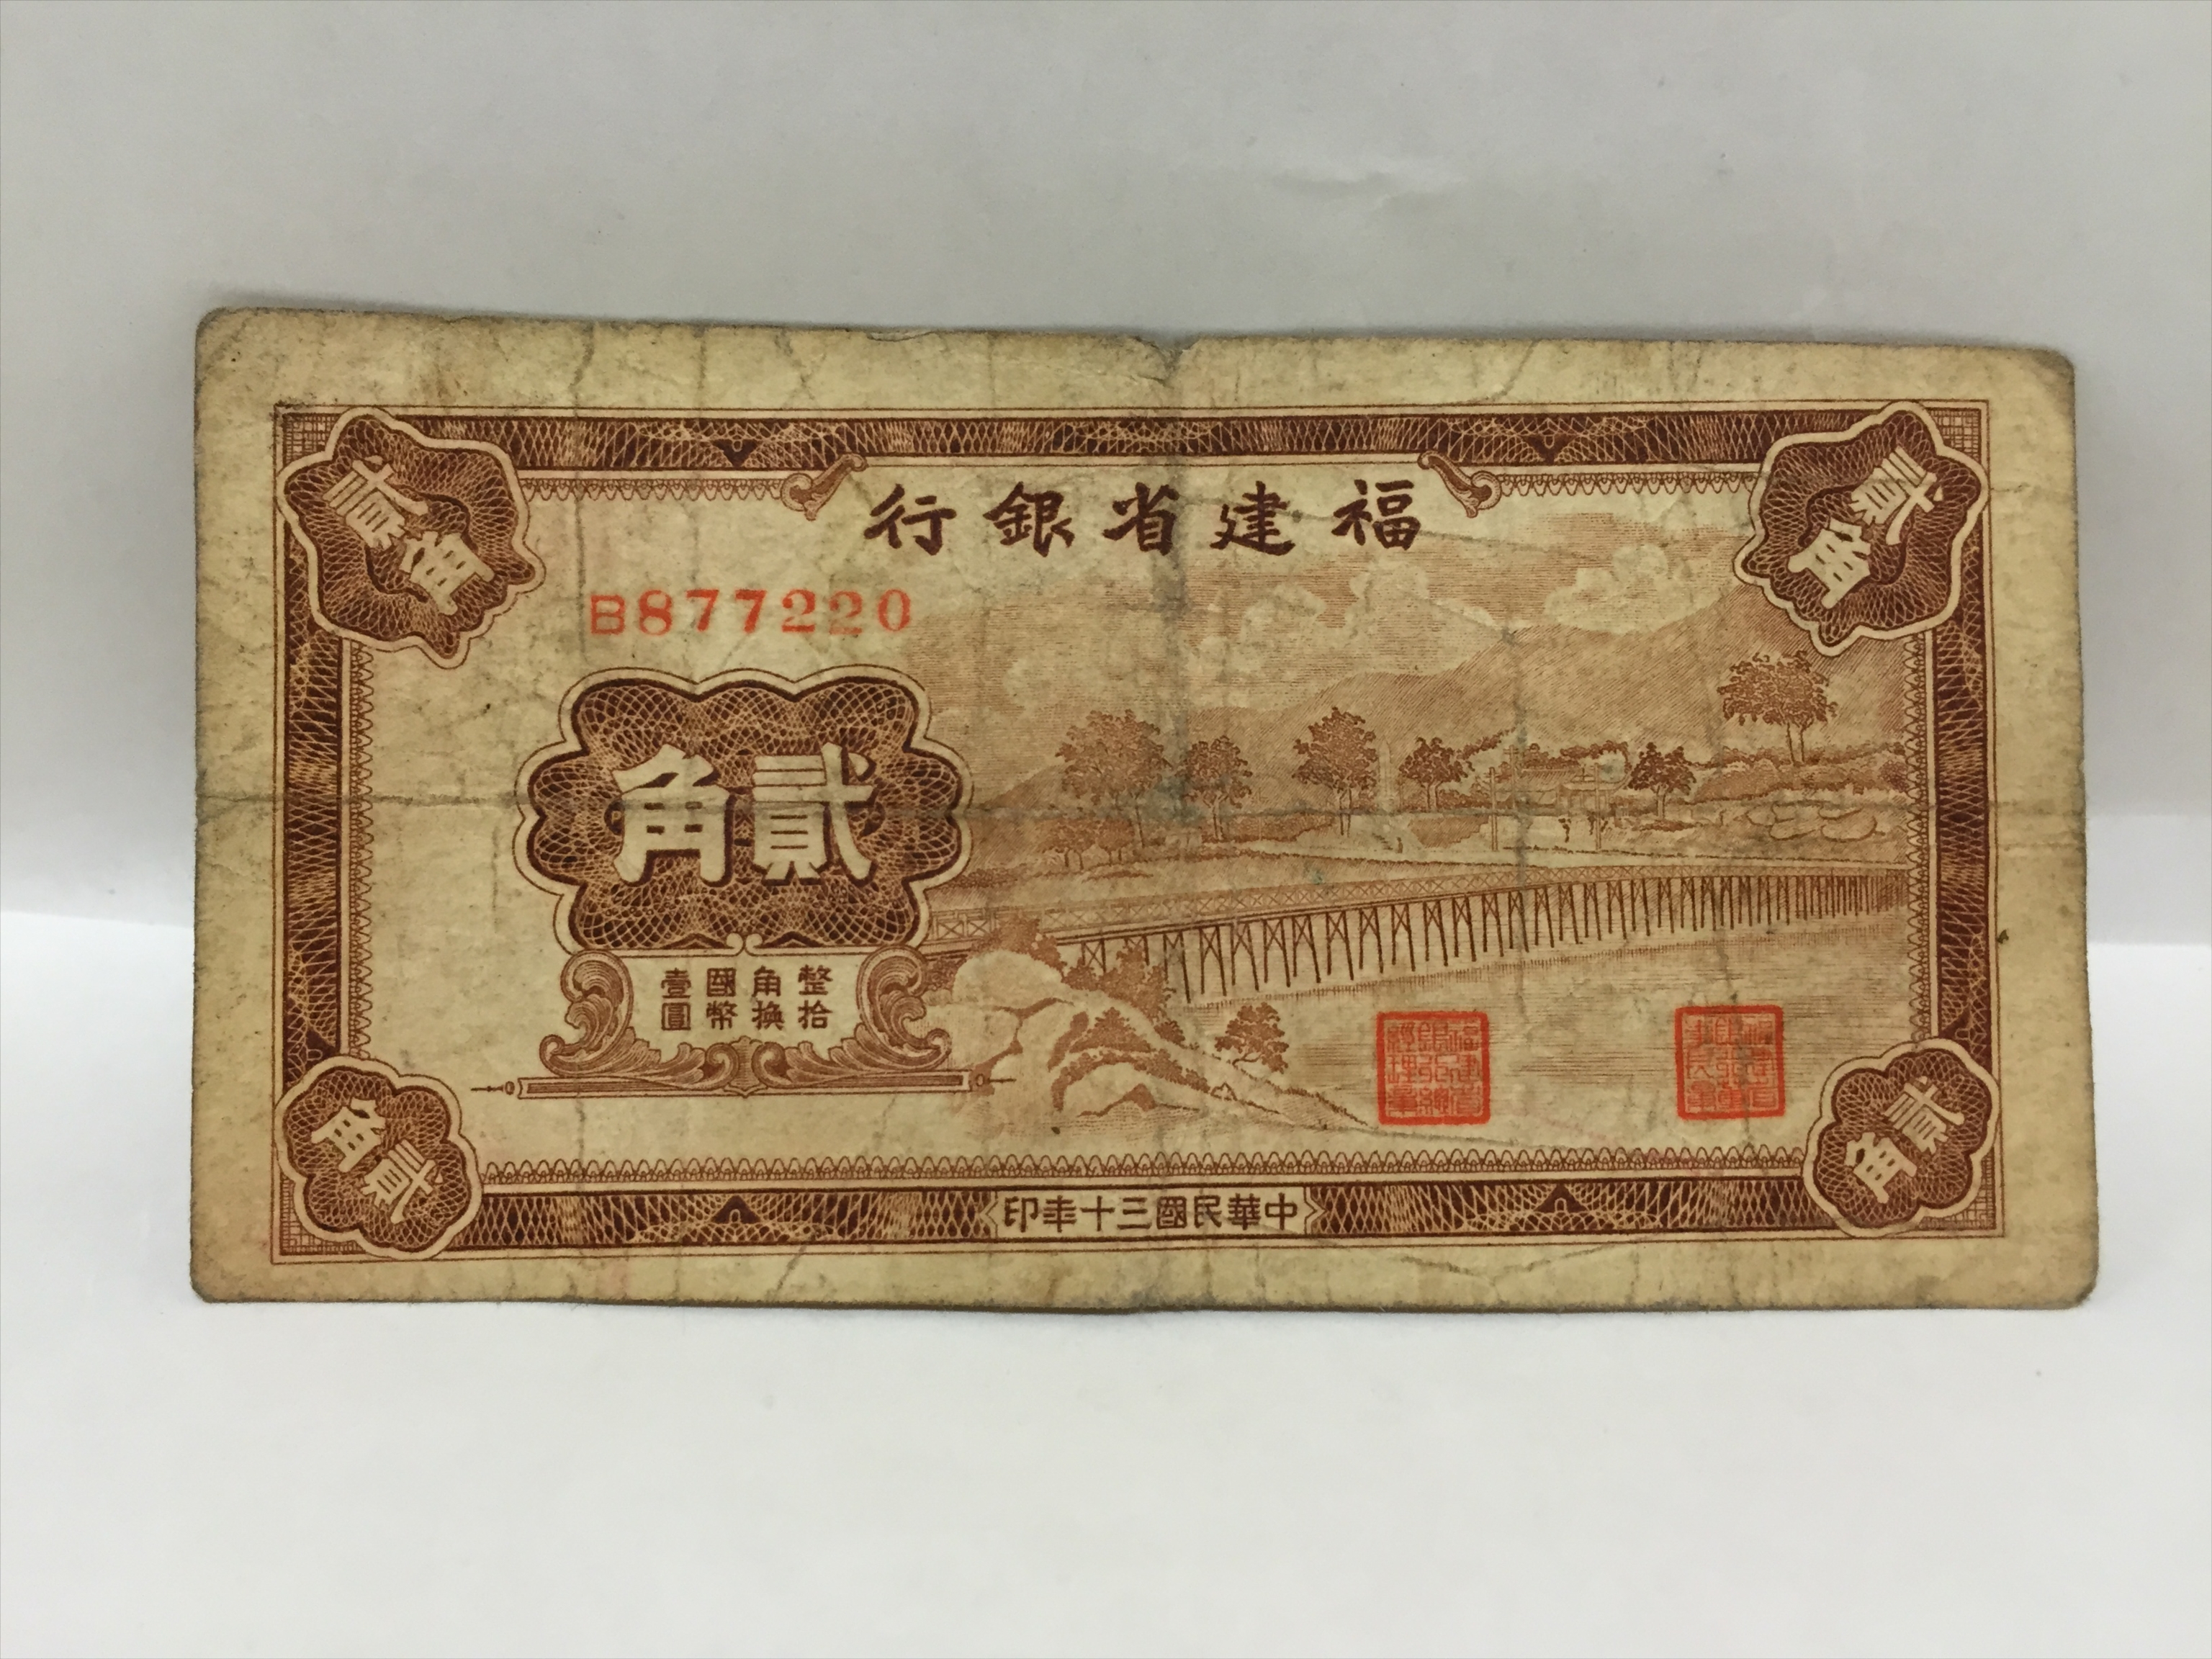 福建省銀行
貳角
貳角
B877220
貳角
整拾
角換
國幣
壹圓
貳角
貳角
中華民國三十年印